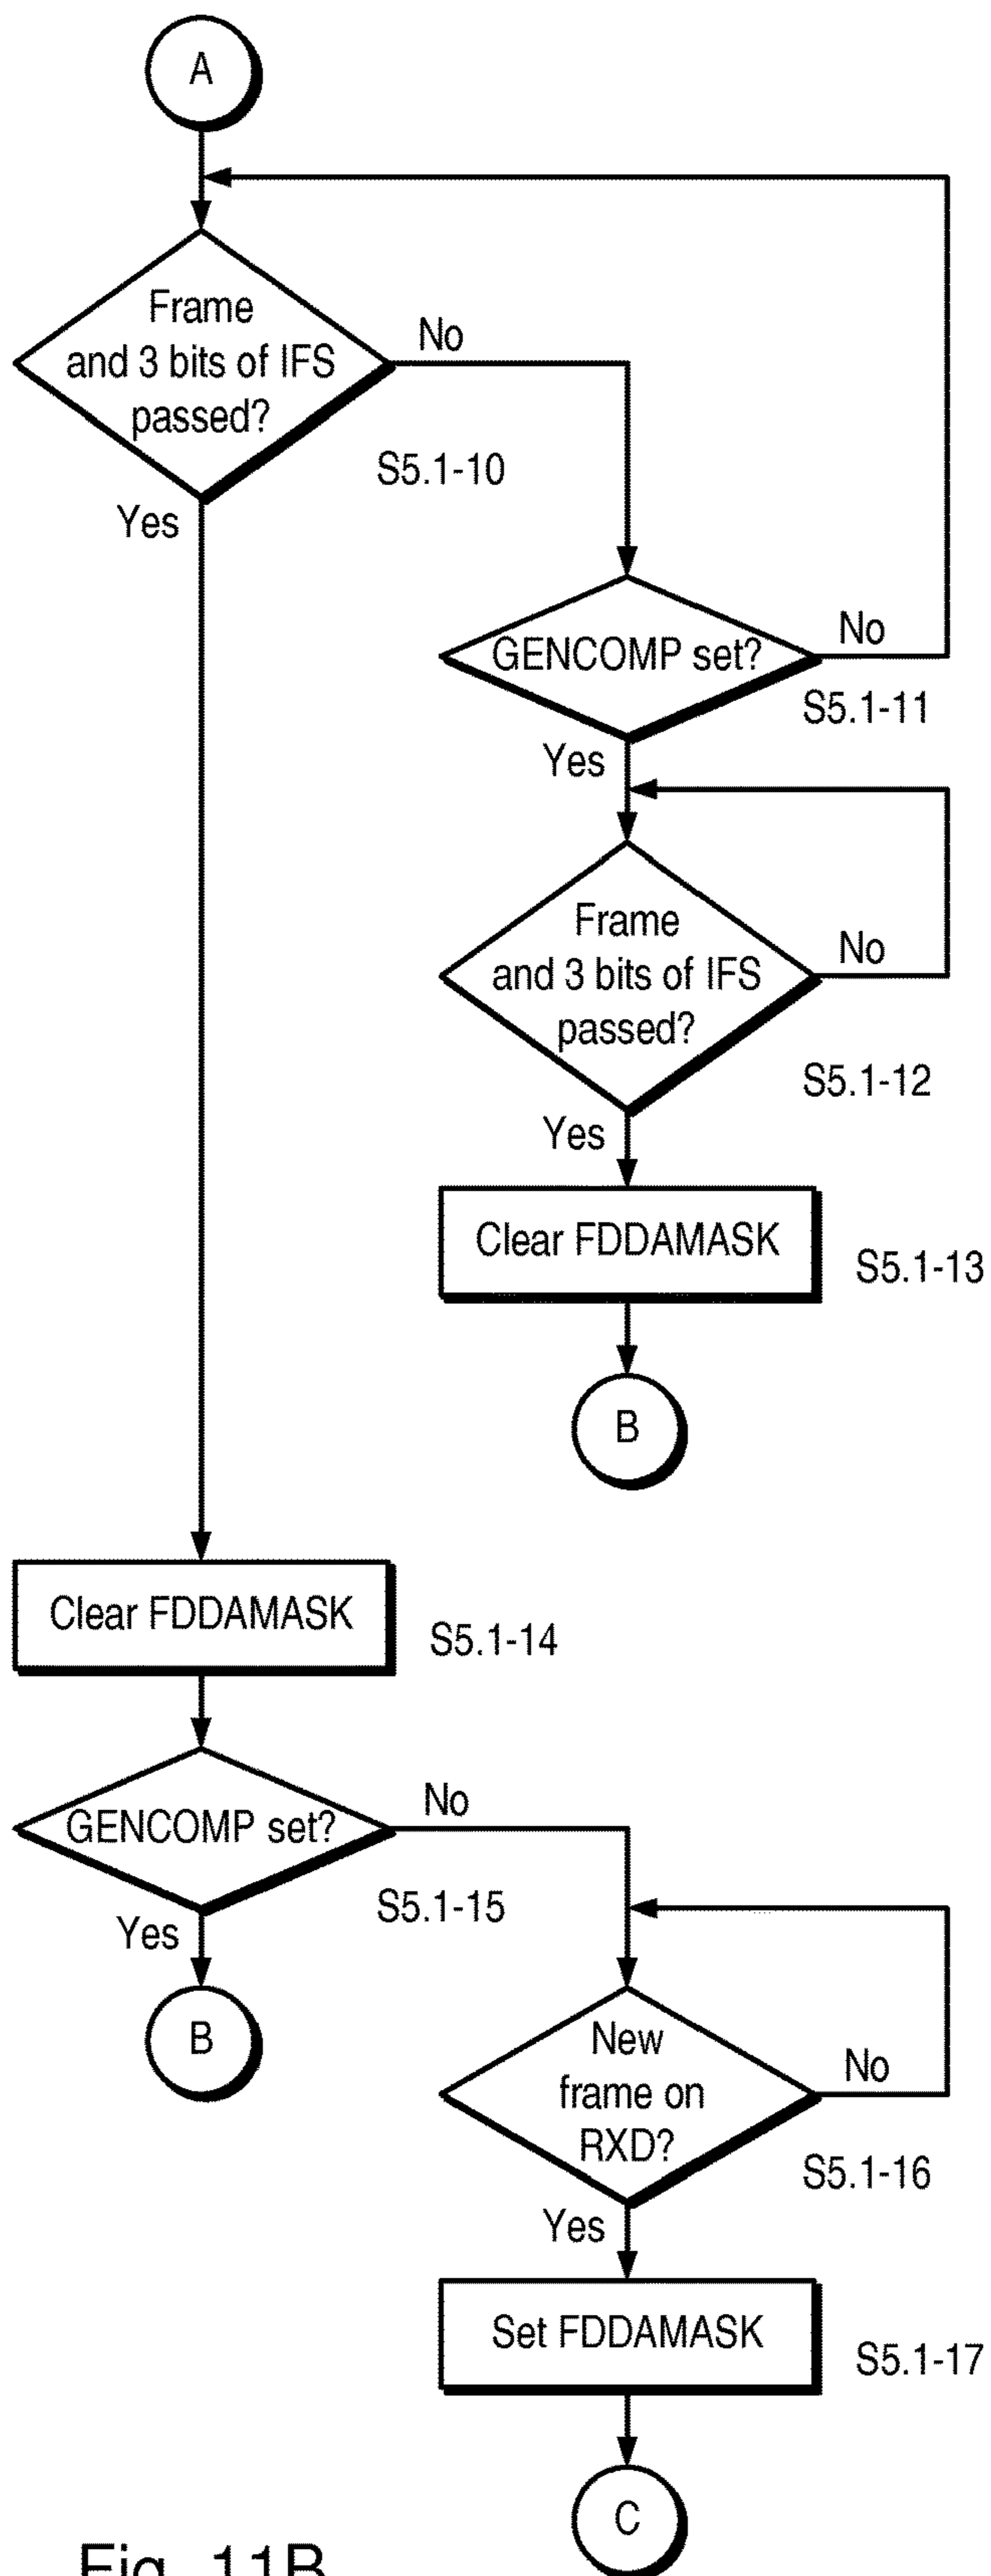 A
Frame
and 3 bits of IFS
passed?
No
S5.1-10
Yes
GENCOMP set?
No
S5.1-11
Yes
Frame
and 3 bits of IFS
passed?
No
S5.1-12
Yes
Clear FDDAMASK
S5.1-13
B
Clear FDDAMASK
S5.1-14
GENCOMP set?
No
S5.1-15
Yes
B
New
frame on
RXD?
No
S5.1-16
Yes
Set FDDAMASK
S5.1-17
C
Fig. 11B